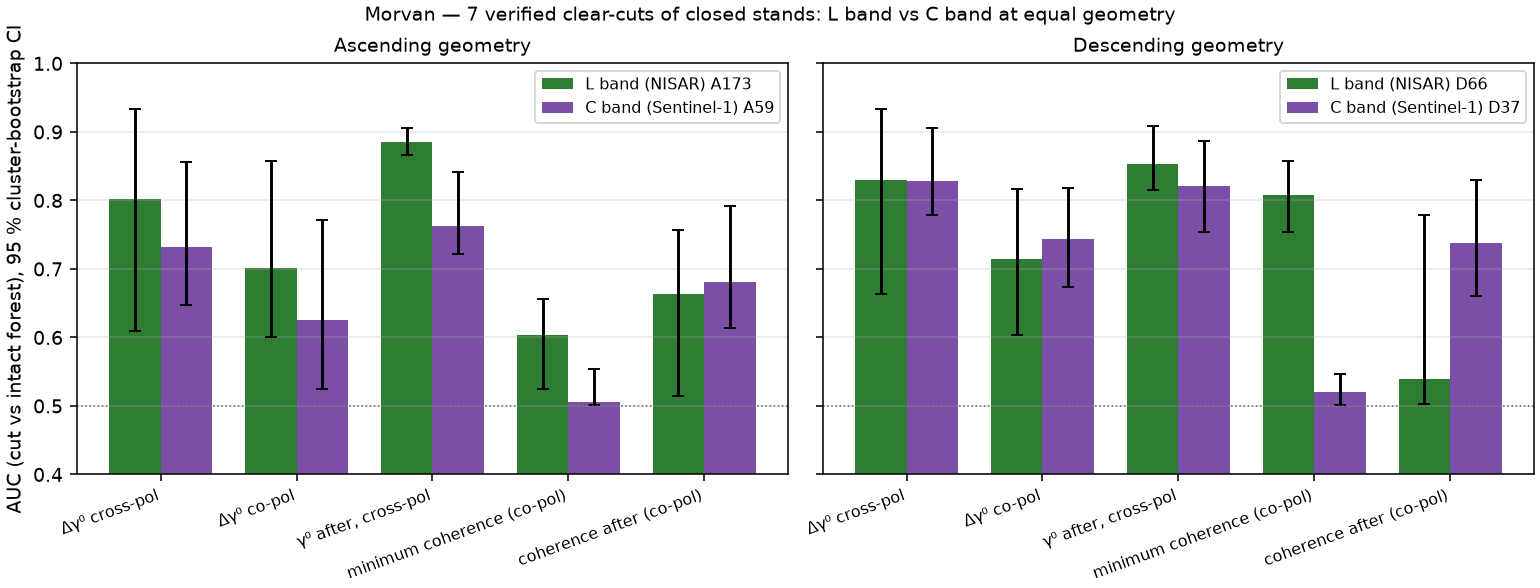 Morvan — 7 verified clear-cuts of closed stands: L band vs C band at equal geometry
Ascending geometry
AUC (cut vs intact forest), 95 % cluster-bootstrap CI
1.0
0.9
0.8
0.7
0.6
0.5
0.4
L band (NISAR) A173
C band (Sentinel-1) A59
Δγ⁰ cross-pol
Δγ⁰ co-pol
γ⁰ after, cross-pol
minimum coherence (co-pol)
coherence after (co-pol)
Descending geometry
L band (NISAR) D66
C band (Sentinel-1) D37
Δγ⁰ cross-pol
Δγ⁰ co-pol
γ⁰ after, cross-pol
minimum coherence (co-pol)
coherence after (co-pol)